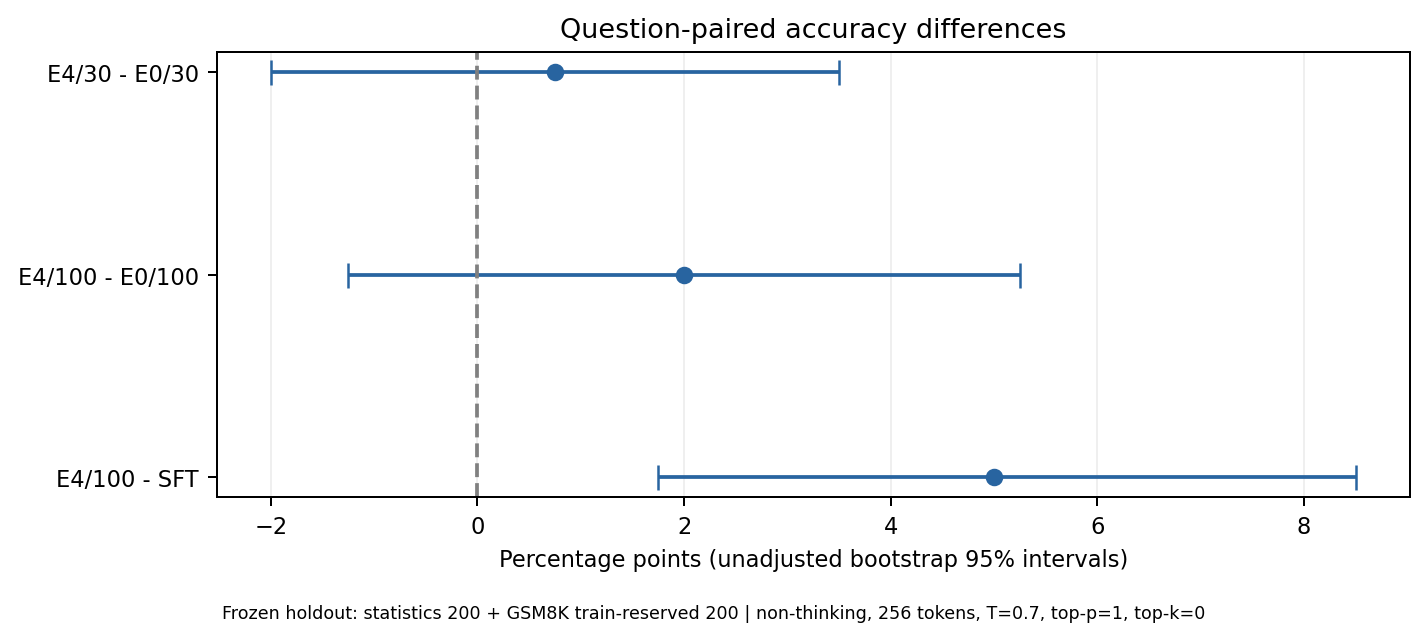 Question-paired accuracy differences
E4/30 - E0/30
E4/100 - E0/100
E4/100 - SFT
−2 0 2 4 6 8
Percentage points (unadjusted bootstrap 95% intervals)
Frozen holdout: statistics 200 + GSM8K train-reserved 200 | non-thinking, 256 tokens, T=0.7, top-p=1, top-k=0